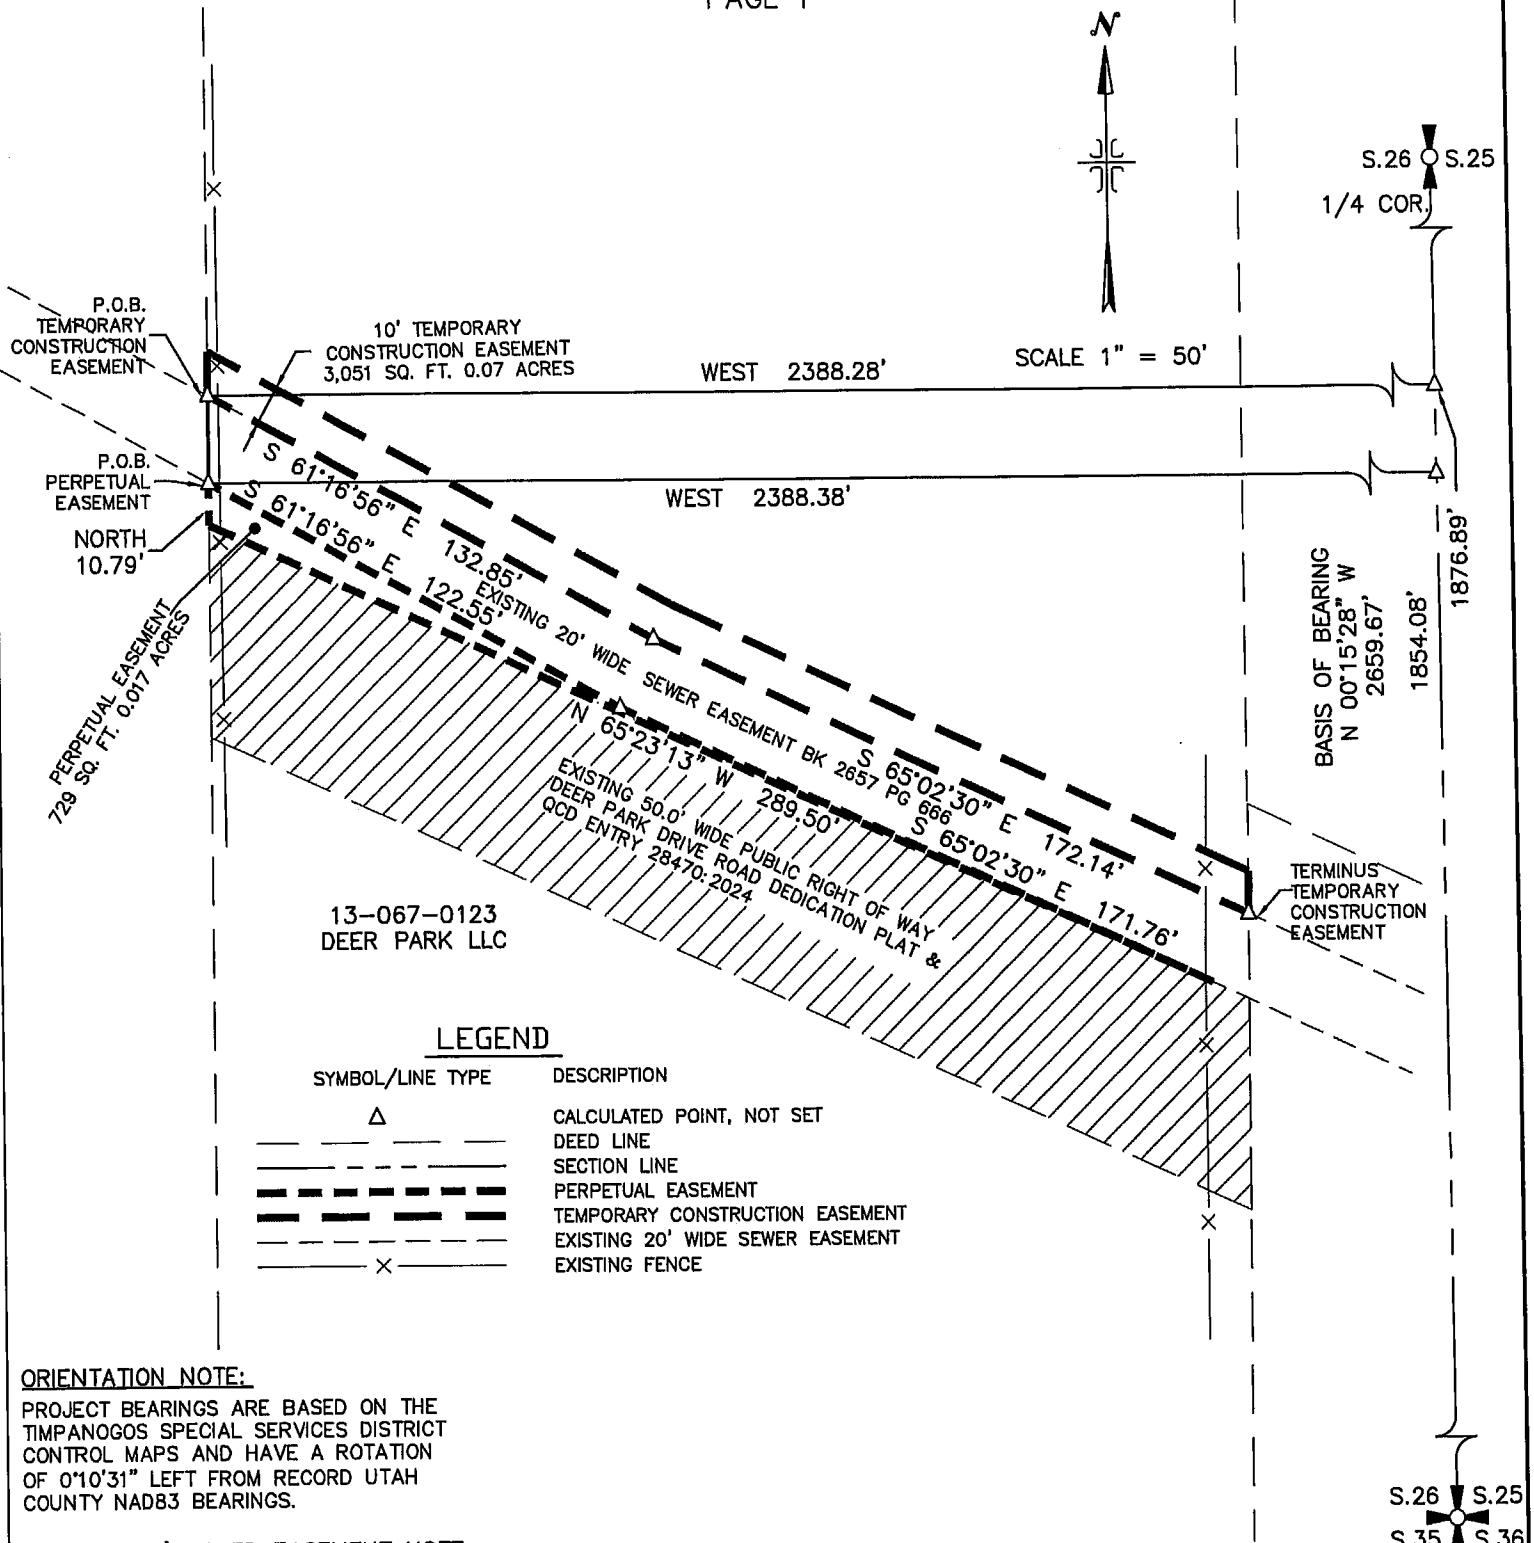 PAGE 1
N
S.26 S.25
1/4 COR.
P.O.B.
TEMPORARY
CONSTRUCTION
EASEMENT
10' TEMPORARY
CONSTRUCTION EASEMENT
3,051 SQ. FT. 0.07 ACRES
WEST 2388.28'
SCALE 1" = 50'
P.O.B.
PERPETUAL
EASEMENT
WEST 2388.38'
NORTH
10.79'
S 61°16'56" E 132.85'
S 61°16'56" E 122.55'
EXISTING 20' WIDE SEWER EASEMENT BK 2657 PG 666
PERPETUAL EASEMENT
729 SQ. FT. 0.017 ACRES
N 65°23'13" W 289.50'
S 65°02'30" E 172.14'
S 65°02'30" E 171.76'
EXISTING 50.0' WIDE PUBLIC RIGHT OF WAY
DEER PARK DRIVE ROAD DEDICATION PLAT &
QCD ENTRY 28470:2024
BASIS OF BEARING
N 00°15'28" W
2659.67'
1854.08'
1876.89'
TERMINUS
TEMPORARY
CONSTRUCTION
EASEMENT
13-067-0123
DEER PARK LLC
LEGEND
SYMBOL/LINE TYPE DESCRIPTION
CALCULATED POINT, NOT SET
DEED LINE
SECTION LINE
PERPETUAL EASEMENT
TEMPORARY CONSTRUCTION EASEMENT
EXISTING 20' WIDE SEWER EASEMENT
EXISTING FENCE
ORIENTATION NOTE:
PROJECT BEARINGS ARE BASED ON THE
TIMPANOGOS SPECIAL SERVICES DISTRICT
CONTROL MAPS AND HAVE A ROTATION
OF 0°10'31" LEFT FROM RECORD UTAH
COUNTY NAD83 BEARINGS.
S.26 S.25
S.35 S.36
EASEMENT NOTE